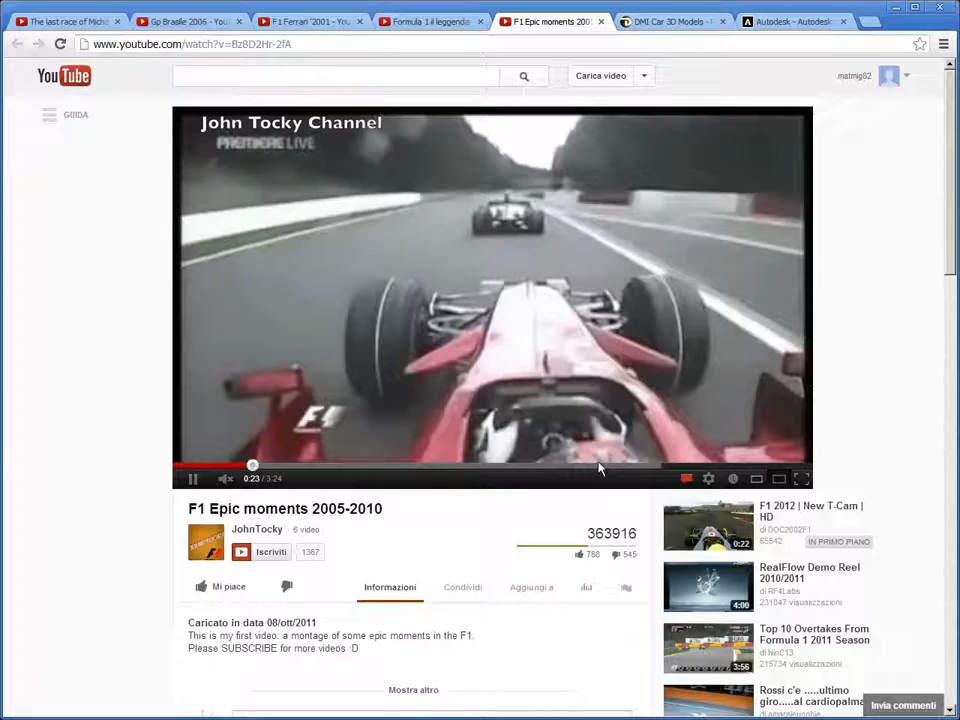 The last race of Micha
Gp Brasile 2006 - YouTu
F1 Ferrari '2001 - YouTu
Formula 1 il leggenda
F1 Epic moments 200
DMI Car 3D Models - F
Autodesk - Autodesk
www.youtube.com/watch?v=Bz8D2Hr-2fA
YouTube
Carica video
matmig82
GUIDA
John Tocky Channel
PREMIERE LIVE
F1
0:23 / 3:24
F1 Epic moments 2005-2010
JohnTocky 6 video
Iscriviti 1367
363916
788 545
Mi piace
Informazioni Condividi Aggiungi a
Caricato in data 08/ott/2011
This is my first video: a montage of some epic moments in the F1.
Please SUBSCRIBE for more videos :D
Mostra altro
F1 2012 | New T-Cam |
HD
di DOC2602F1
65542 IN PRIMO PIANO
0:22
RealFlow Demo Reel
2010/2011
di RF4Labs
231047 visualizzazioni
4:00
Top 10 Overtakes From
Formula 1 2011 Season
di NinC13
215734 visualizzazioni
3:56
Rossi c'e .....ultimo
giro....al cardiopalma
Invia commenti